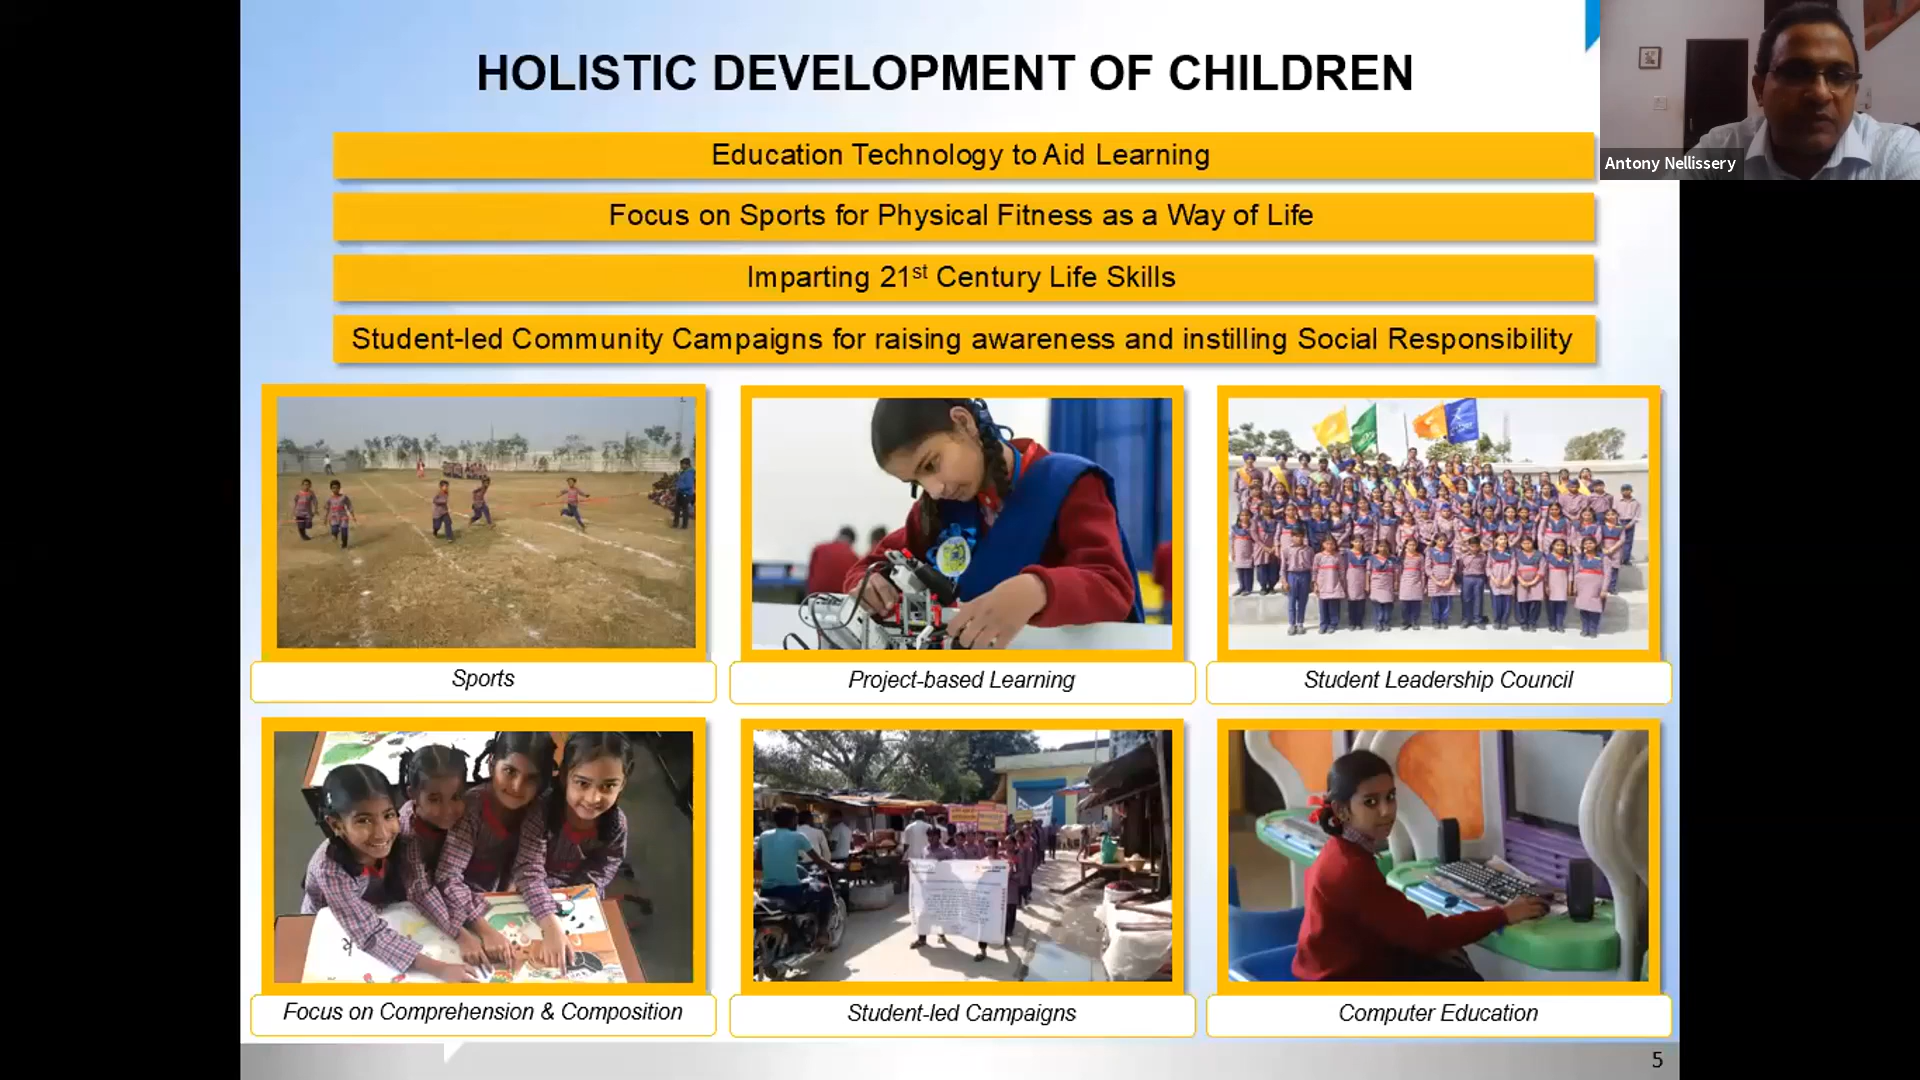 HOLISTIC DEVELOPMENT OF CHILDREN
Antony Nellissery
Education Technology to Aid Learning
Focus on Sports for Physical Fitness as a Way of Life
Imparting 21st Century Life Skills
Student-led Community Campaigns for raising awareness and instilling Social Responsibility
Sports
Project-based Learning
Student Leadership Council
Focus on Comprehension & Composition
Student-led Campaigns
Computer Education
5